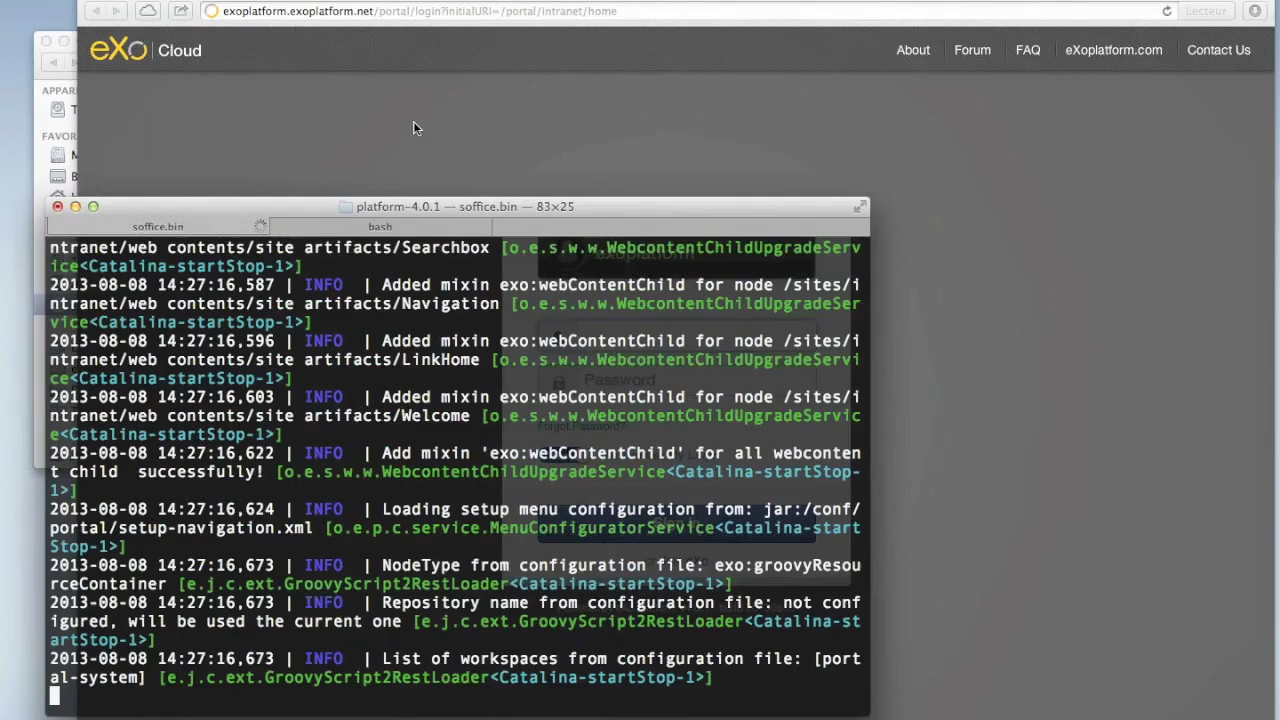 exoplatform.exoplatform.net/portal/login?initialURI=/portal/intranet/home
Lecteur
eXo Cloud
About
Forum
FAQ
eXoplatform.com
Contact Us
APPAR
T
FAVOR
M
B
platform-4.0.1 — soffice.bin — 83×25
soffice.bin
bash
exoplatform
Password
Forgot Password?
ntranet/web contents/site artifacts/Searchbox [o.e.s.w.w.WebcontentChildUpgradeServ
ice<Catalina-startStop-1>]
2013-08-08 14:27:16,587 | INFO  | Added mixin exo:webContentChild for node /sites/i
ntranet/web contents/site artifacts/Navigation [o.e.s.w.w.WebcontentChildUpgradeSer
vice<Catalina-startStop-1>]
2013-08-08 14:27:16,596 | INFO  | Added mixin exo:webContentChild for node /sites/i
ntranet/web contents/site artifacts/LinkHome [o.e.s.w.w.WebcontentChildUpgradeServi
ce<Catalina-startStop-1>]
2013-08-08 14:27:16,603 | INFO  | Added mixin exo:webContentChild for node /sites/i
ntranet/web contents/site artifacts/Welcome [o.e.s.w.w.WebcontentChildUpgradeServic
e<Catalina-startStop-1>]
2013-08-08 14:27:16,622 | INFO  | Add mixin 'exo:webContentChild' for all webconten
t child  successfully! [o.e.s.w.w.WebcontentChildUpgradeService<Catalina-startStop-
1>]
2013-08-08 14:27:16,624 | INFO  | Loading setup menu configuration from: jar:/conf/
portal/setup-navigation.xml [o.e.p.c.service.MenuConfiguratorService<Catalina-start
Stop-1>]
2013-08-08 14:27:16,673 | INFO  | NodeType from configuration file: exo:groovyResou
rceContainer [e.j.c.ext.GroovyScript2RestLoader<Catalina-startStop-1>]
2013-08-08 14:27:16,673 | INFO  | Repository name from configuration file: not conf
igured, will be used the current one [e.j.c.ext.GroovyScript2RestLoader<Catalina-st
artStop-1>]
2013-08-08 14:27:16,673 | INFO  | List of workspaces from configuration file: [port
al-system] [e.j.c.ext.GroovyScript2RestLoader<Catalina-startStop-1>]